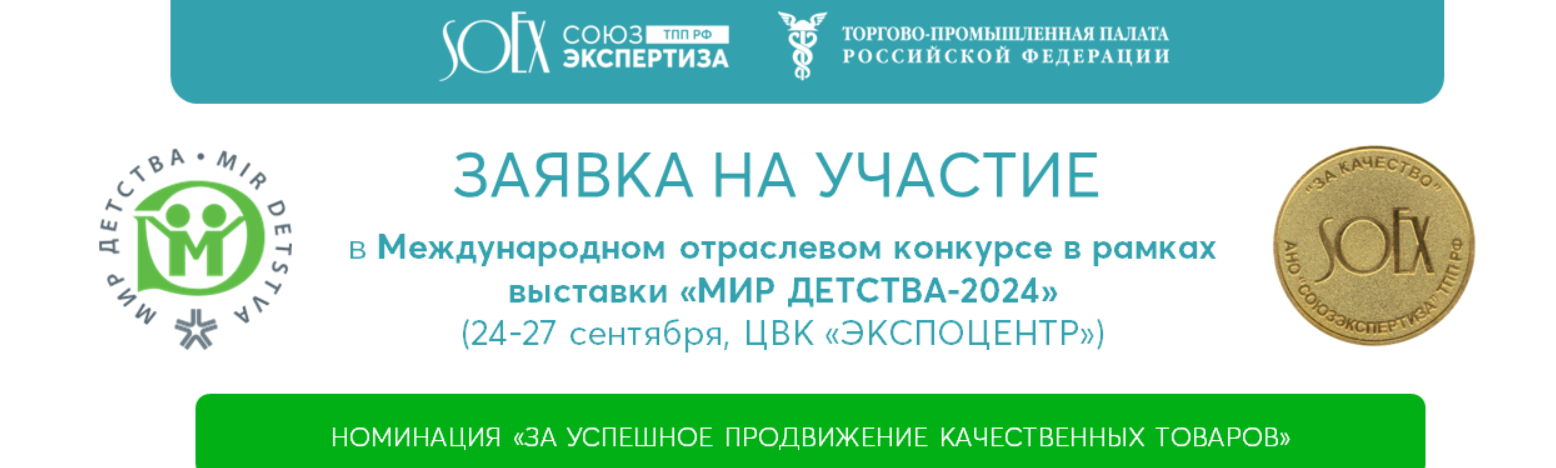 SOEX СОЮЗ ТПП РФ
ЭКСПЕРТИЗА
ТОРГОВО-ПРОМЫШЛЕННАЯ ПАЛАТА
РОССИЙСКОЙ ФЕДЕРАЦИИ
МИР ДЕТСТВА • MIR DETSTVA
М
ЗАЯВКА НА УЧАСТИЕ
в Международном отраслевом конкурсе в рамках
выставки «МИР ДЕТСТВА-2024»
(24-27 сентября, ЦВК «ЭКСПОЦЕНТР»)
"ЗА КАЧЕСТВО"
SOEX
АНО "СОЮЗЭКСПЕРТИЗА" ТПП РФ
НОМИНАЦИЯ «ЗА УСПЕШНОЕ ПРОДВИЖЕНИЕ КАЧЕСТВЕННЫХ ТОВАРОВ»